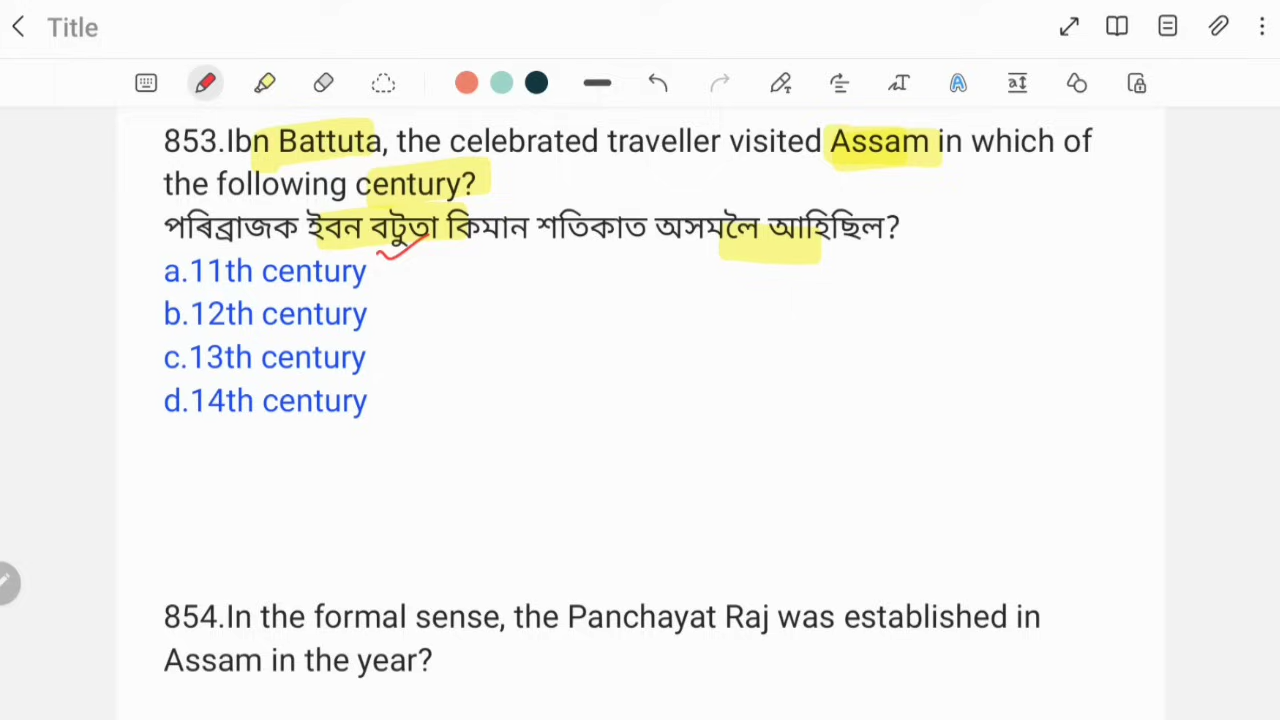 Title
853.Ibn Battuta, the celebrated traveller visited Assam in which of
the following century?
পৰিব্ৰাজক ইবন বটুতা কিমান শতিকাত অসমলৈ আহিছিল?
a.11th century
b.12th century
c.13th century
d.14th century
854.In the formal sense, the Panchayat Raj was established in
Assam in the year?